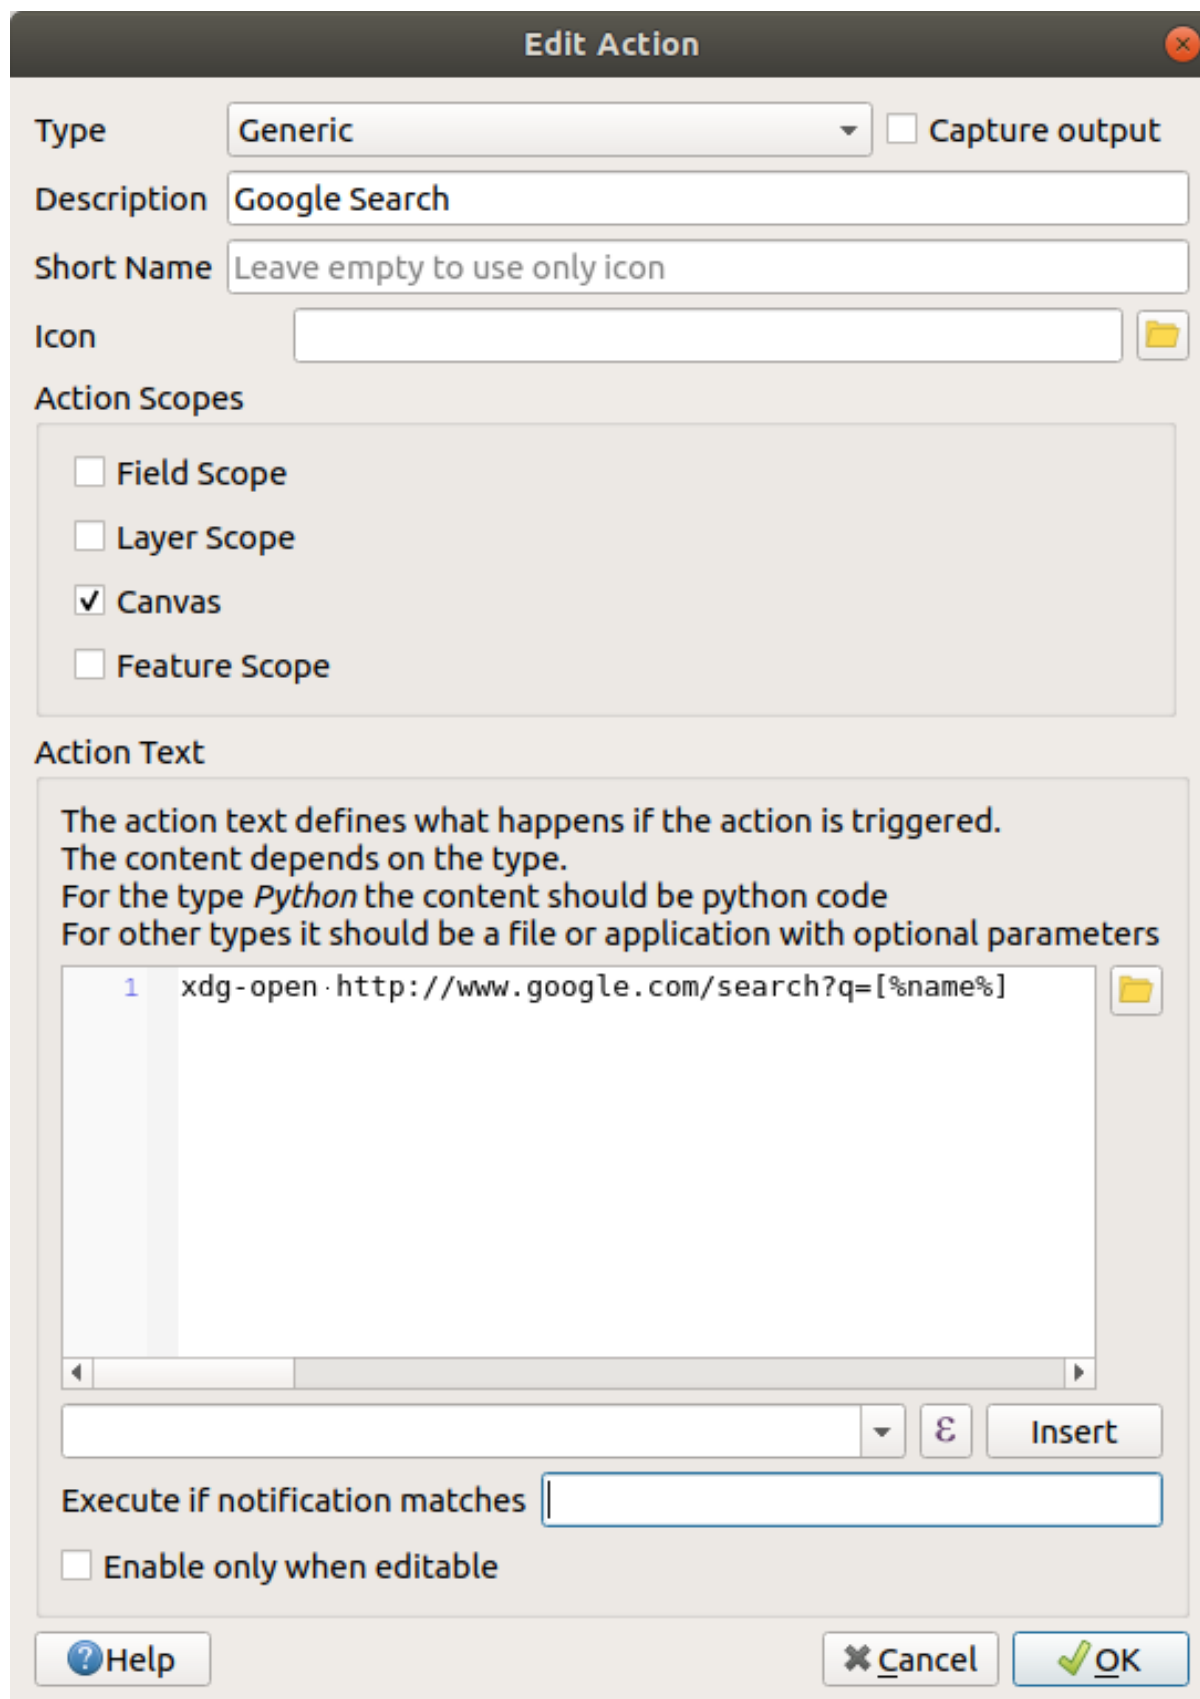 Edit Action
Type Generic Capture output
Description Google Search
Short Name Leave empty to use only icon
Icon
Action Scopes
Field Scope
Layer Scope
Canvas
Feature Scope
Action Text
The action text defines what happens if the action is triggered.
The content depends on the type.
For the type Python the content should be python code
For other types it should be a file or application with optional parameters
1 xdg-open·http://www.google.com/search?q=[%name%]
ε Insert
Execute if notification matches
Enable only when editable
Help Cancel OK